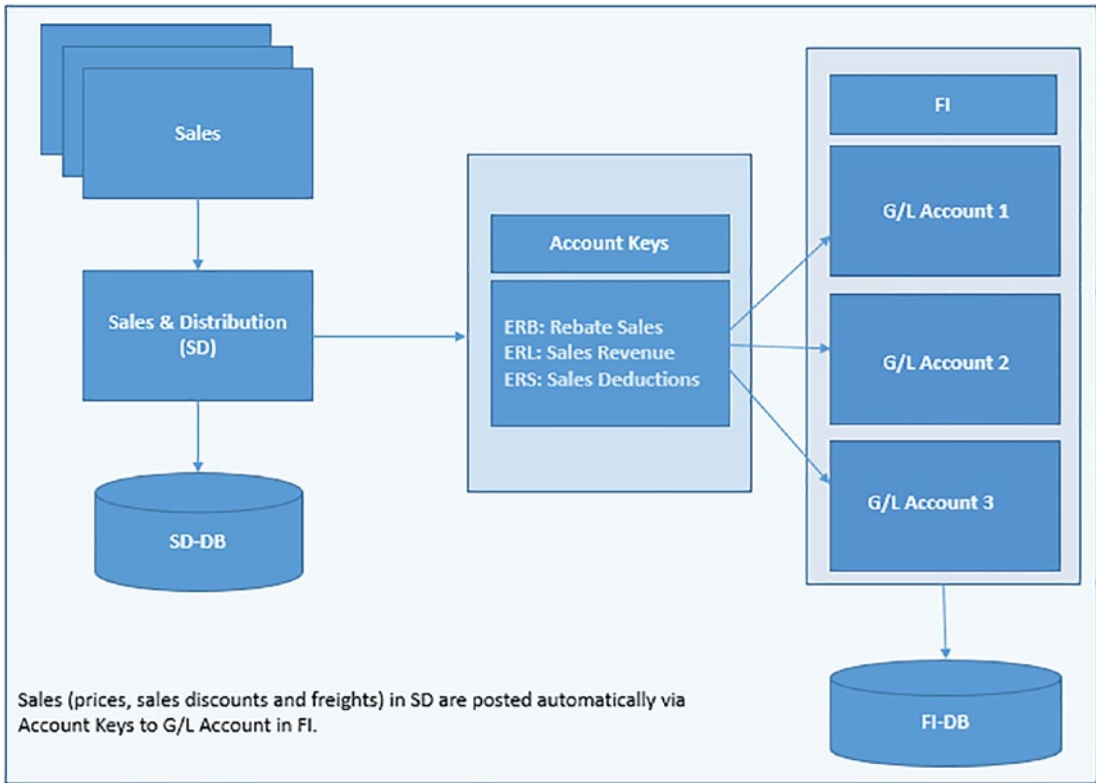 Sales
Sales & Distribution
(SD)
SD-DB
Account Keys
ERB: Rebate Sales
ERL: Sales Revenue
ERS: Sales Deductions
FI
G/L Account 1
G/L Account 2
G/L Account 3
FI-DB
Sales (prices, sales discounts and freights) in SD are posted automatically via
Account Keys to G/L Account in FI.